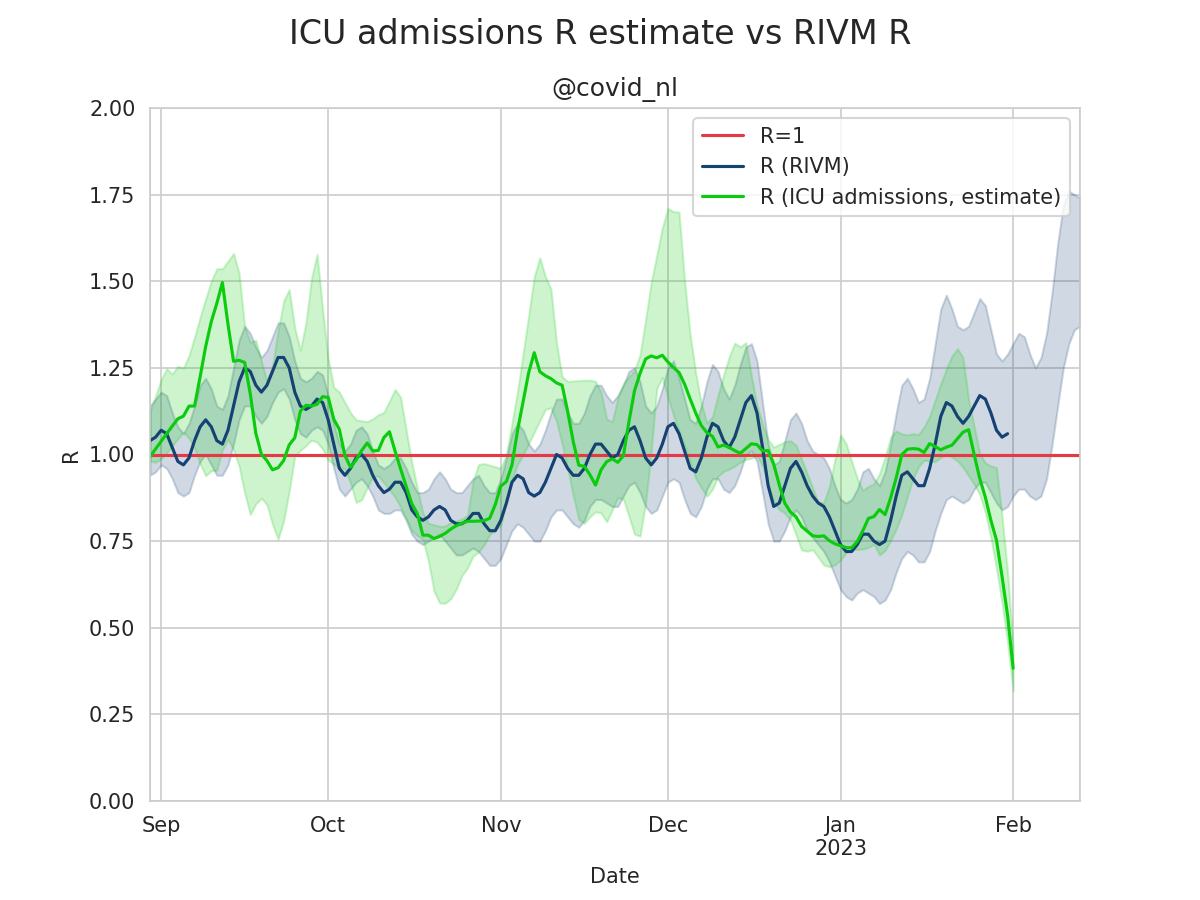 ICU admissions R estimate vs RIVM R
@covid_nl
2.00
1.75
1.50
1.25
1.00
0.75
0.50
0.25
0.00
R
R=1
R (RIVM)
R (ICU admissions, estimate)
Sep Oct Nov Dec Jan Feb
2023
Date